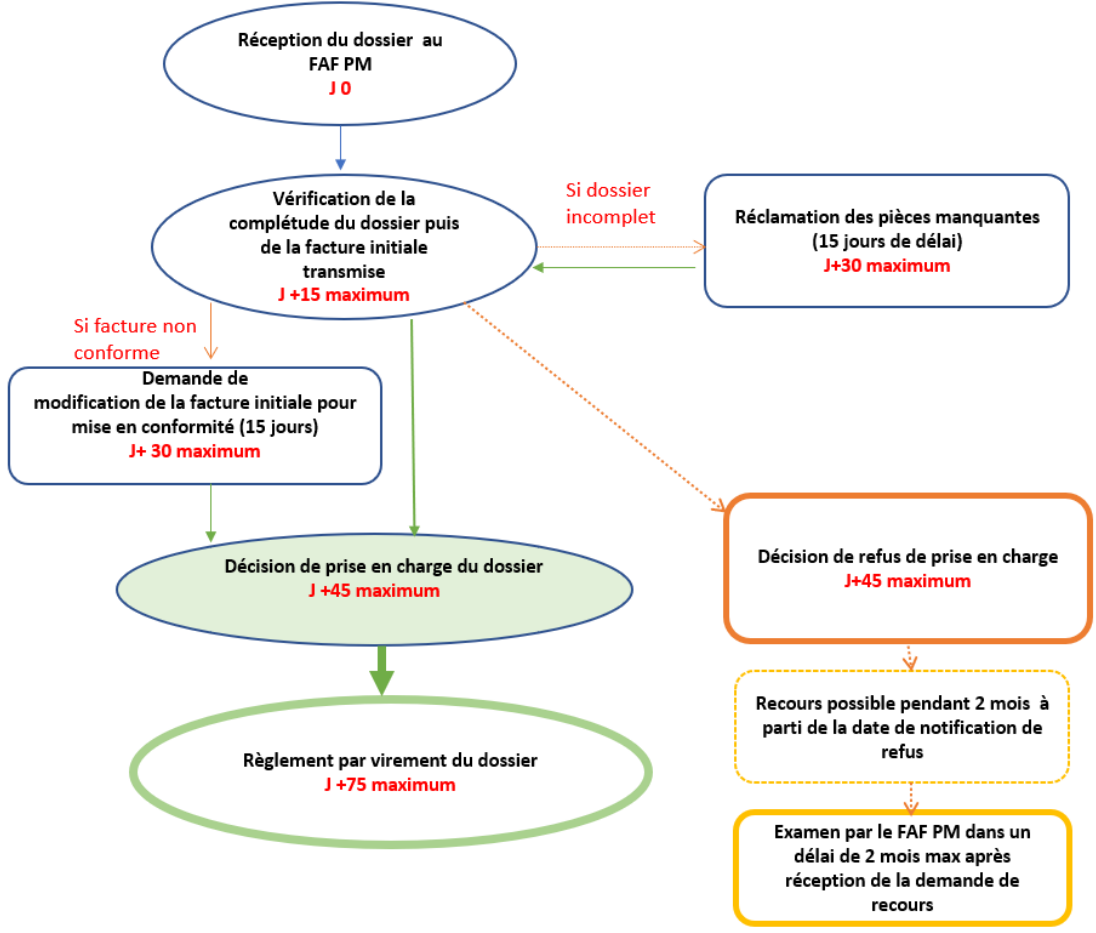 Réception du dossier au
FAF PM
J 0
Vérification de la
complétude du dossier puis
de la facture initiale
transmise
J +15 maximum
Si dossier
incomplet
Réclamation des pièces manquantes
(15 jours de délai)
J+30 maximum
Si facture non
conforme
Demande de
modification de la facture initiale pour
mise en conformité (15 jours)
J+ 30 maximum
Décision de prise en charge du dossier
J +45 maximum
Décision de refus de prise en charge
J+45 maximum
Règlement par virement du dossier
J +75 maximum
Recours possible pendant 2 mois à
parti de la date de notification de
refus
Examen par le FAF PM dans un
délai de 2 mois max après
réception de la demande de
recours